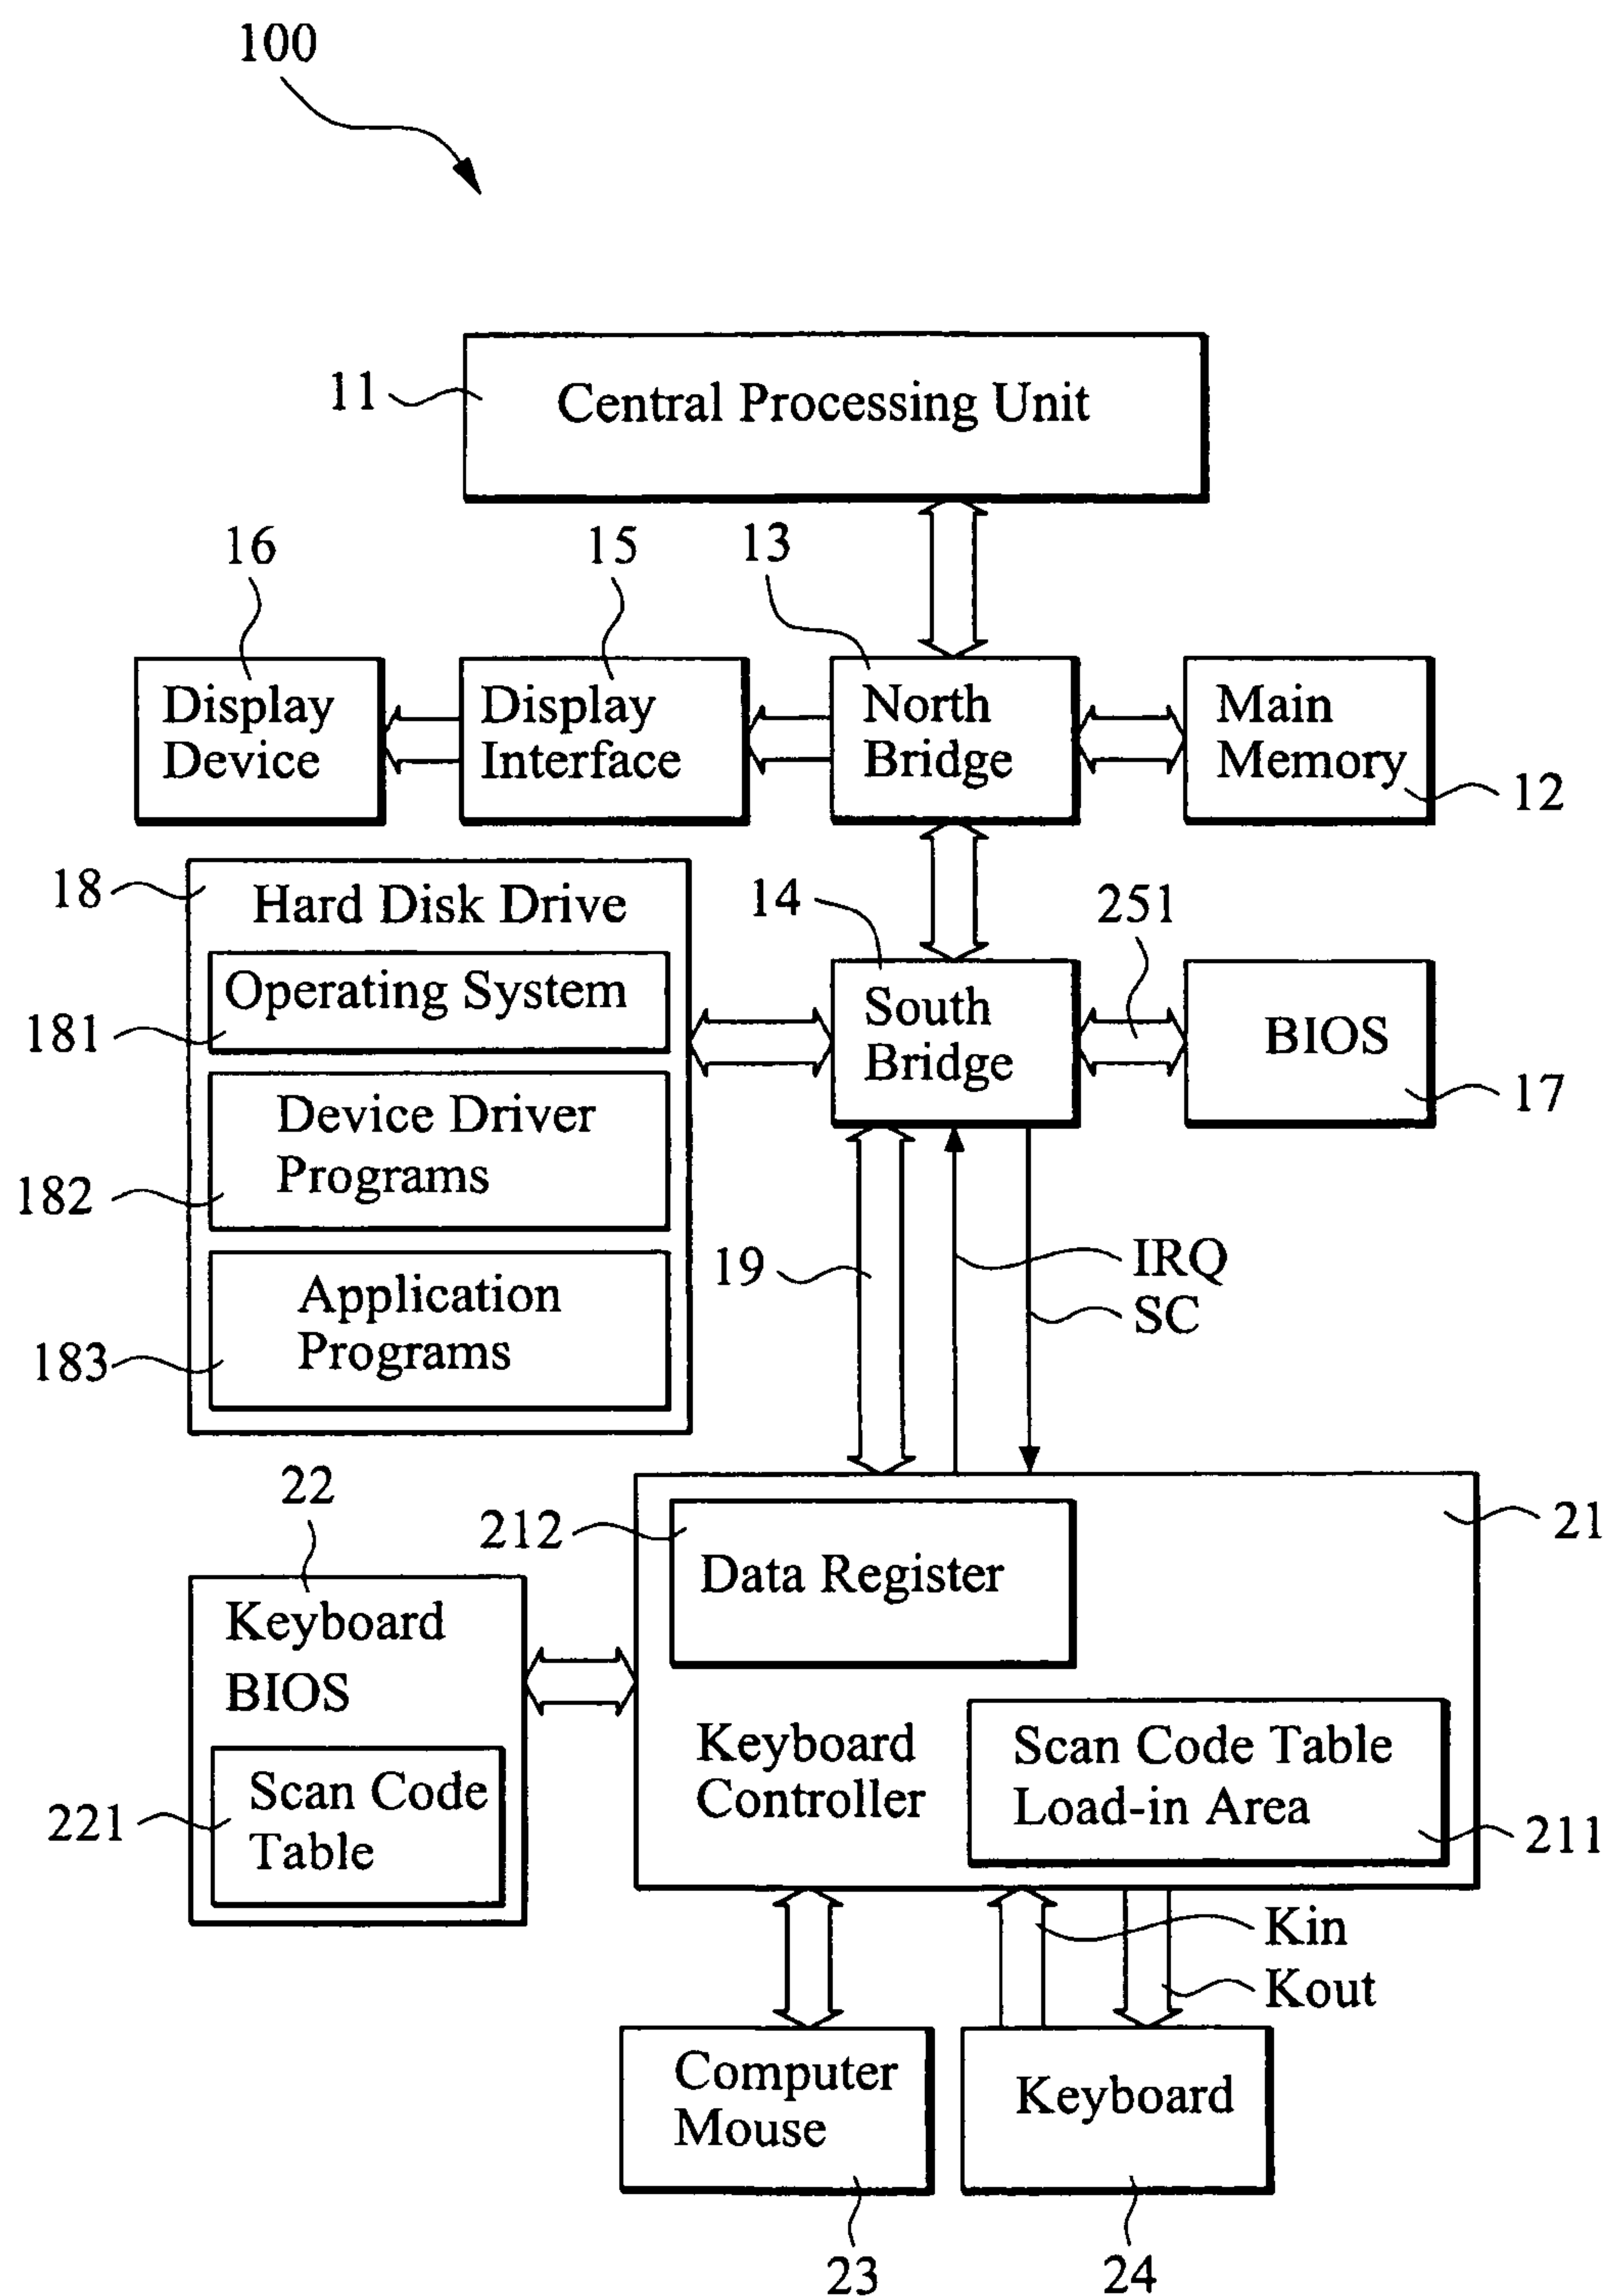 100
11
Central Processing Unit
16
15
13
Display
Device
Display
Interface
North
Bridge
Main
Memory
12
18
Hard Disk Drive
14
251
Operating System
181
South
Bridge
BIOS
17
Device Driver
Programs
182
19
IRQ
SC
Application
Programs
183
22
212
21
Data Register
Keyboard
BIOS
Keyboard
Controller
Scan Code Table
Load-in Area
211
Scan Code
Table
221
Kin
Kout
Computer
Mouse
Keyboard
23
24